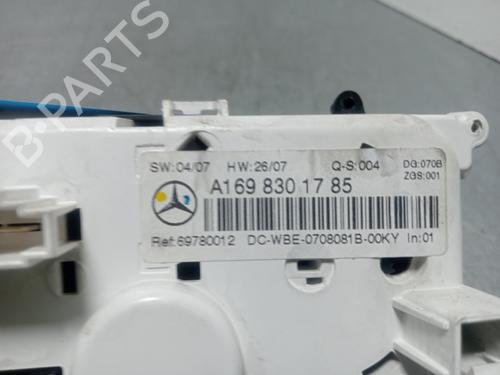 B-PARTS
SW:04/07 HW:26/07 Q-S:004 DG:070B
ZGS:001
A169 830 17 85
Ref:69780012 DC-WBE-0708081B-00KY In:01